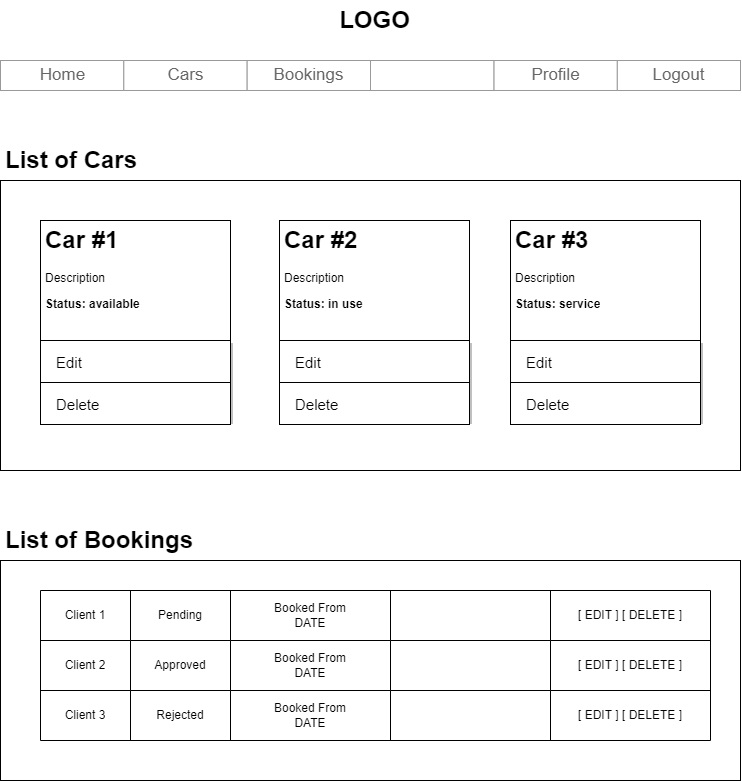 LOGO
Home Cars Bookings Profile Logout
List of Cars
Car #1 Car #2 Car #3
Description Description Description
Status: available Status: in use Status: service
Edit Edit Edit
Delete Delete Delete
List of Bookings
Client 1 Pending Booked From DATE [ EDIT ] [ DELETE ]
Client 2 Approved Booked From DATE [ EDIT ] [ DELETE ]
Client 3 Rejected Booked From DATE [ EDIT ] [ DELETE ]